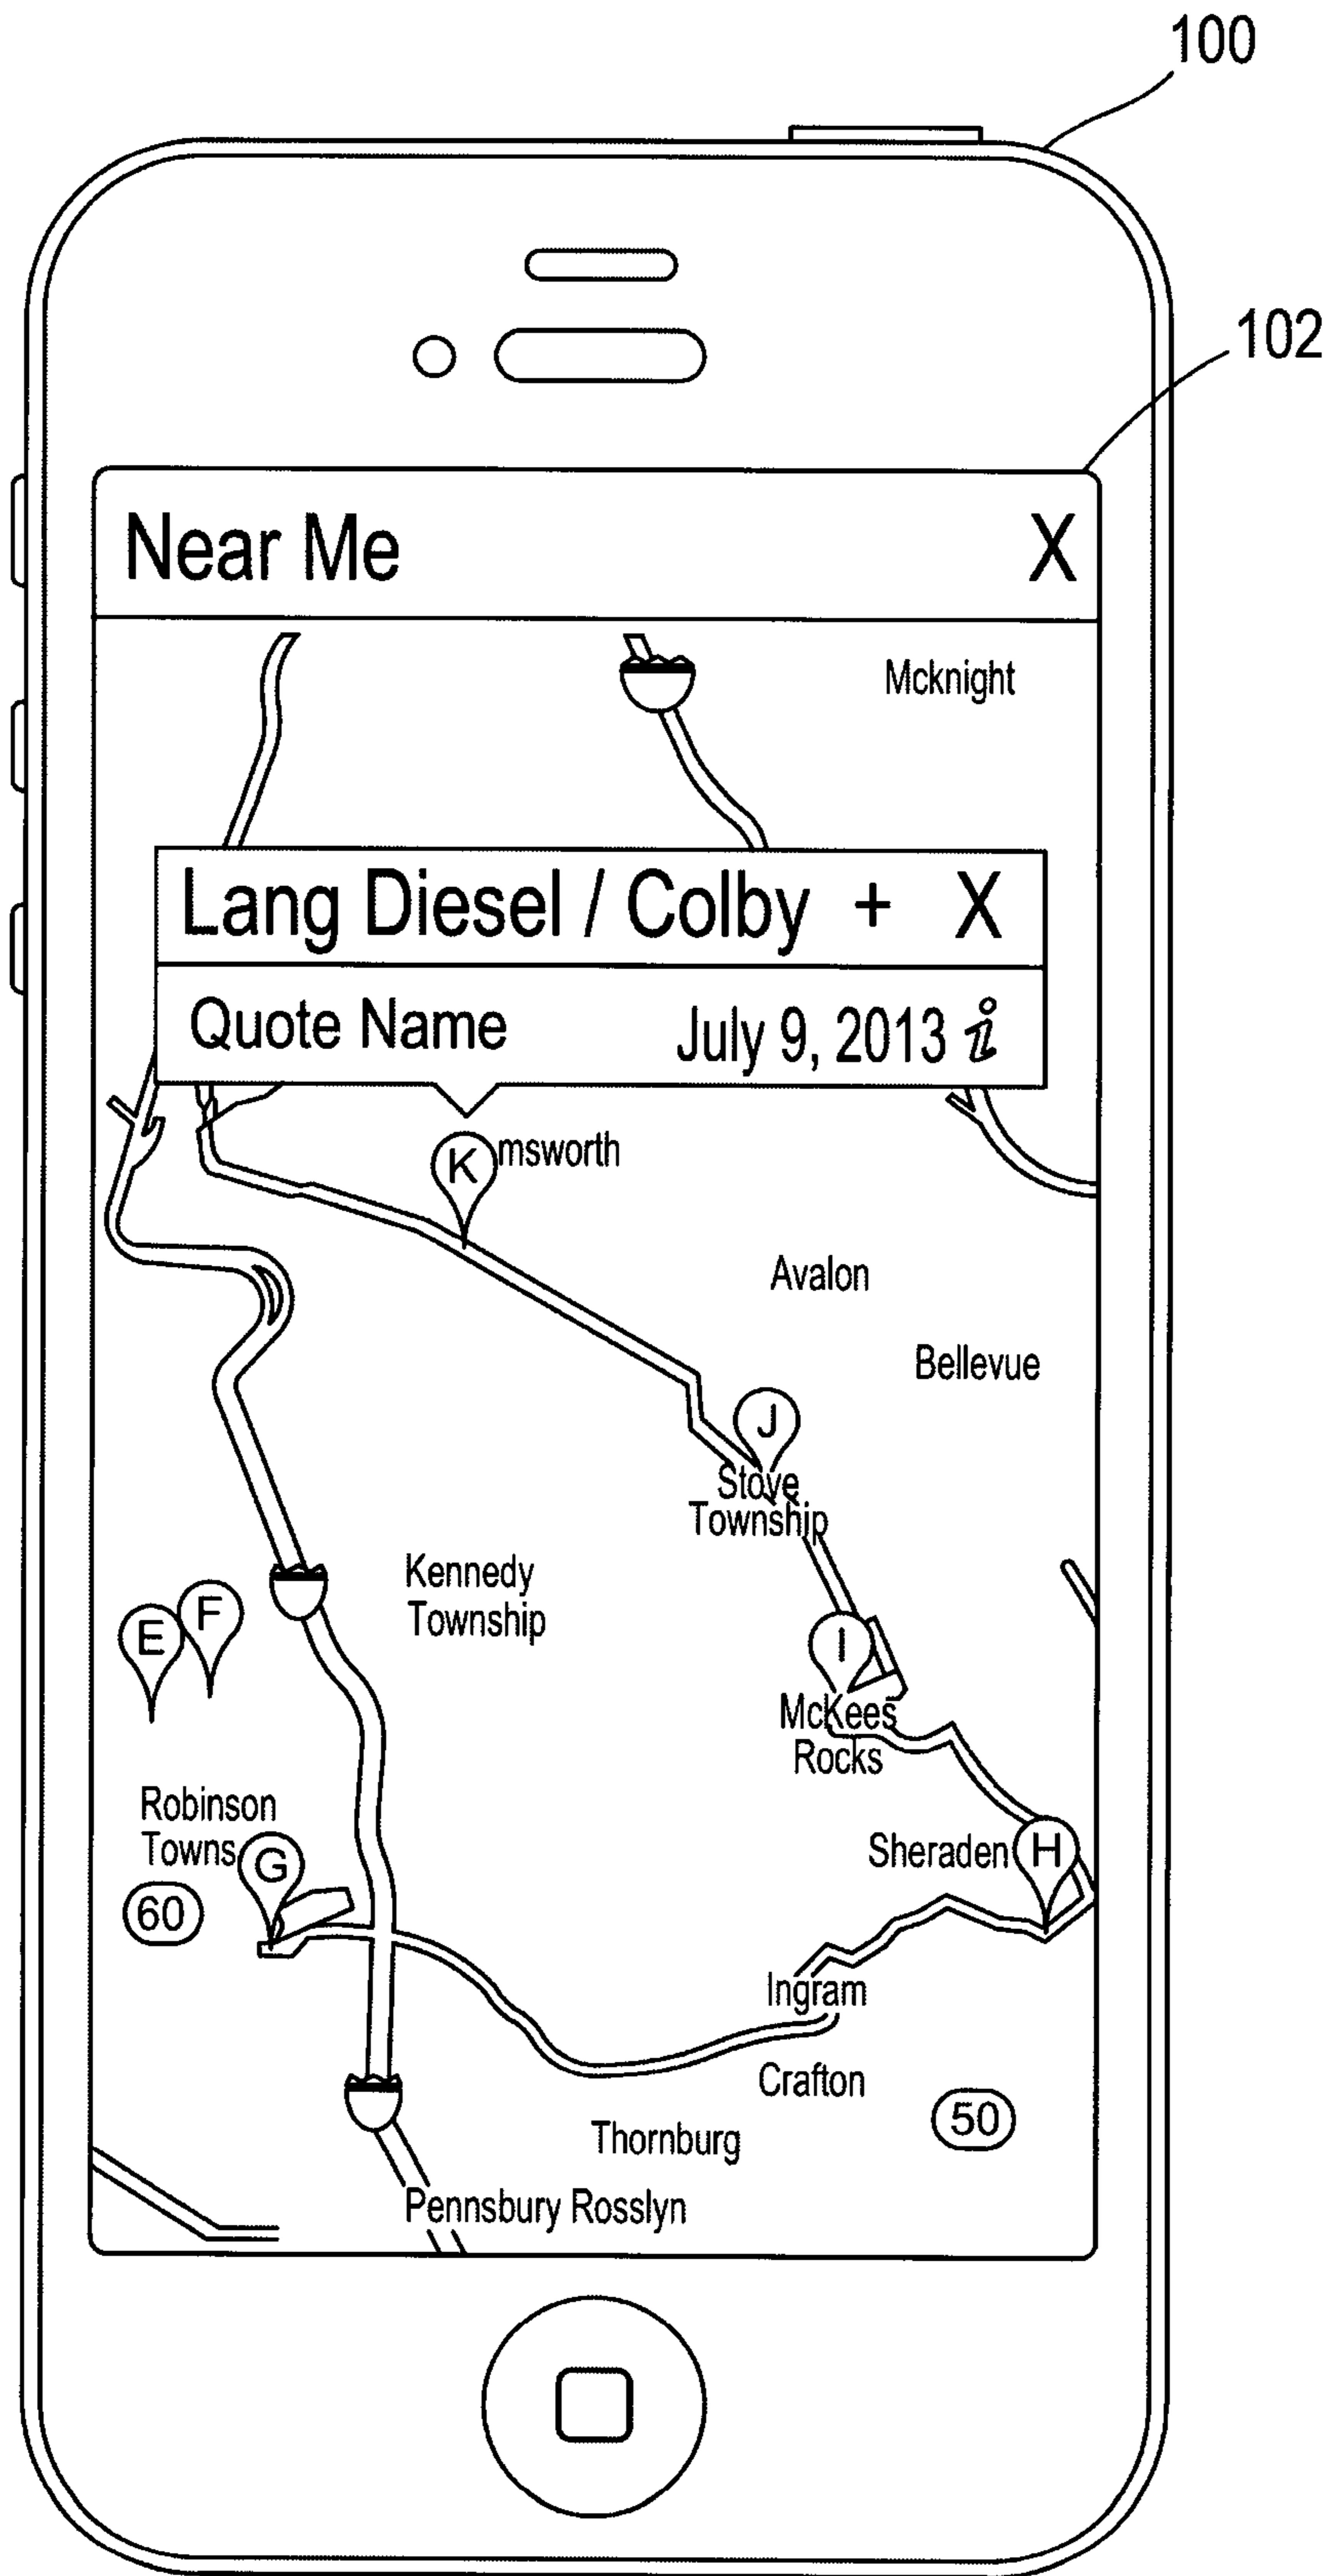 100
102
Near Me X
Mcknight
Lang Diesel / Colby + X
Quote Name July 9, 2013 i
K msworth
Avalon
Bellevue
J
Stove
Township
Kennedy
Township
E F
I
McKees
Rocks
Robinson
Towns G
Sheraden H
60
Ingram
Crafton
50
Thornburg
Pennsbury Rosslyn